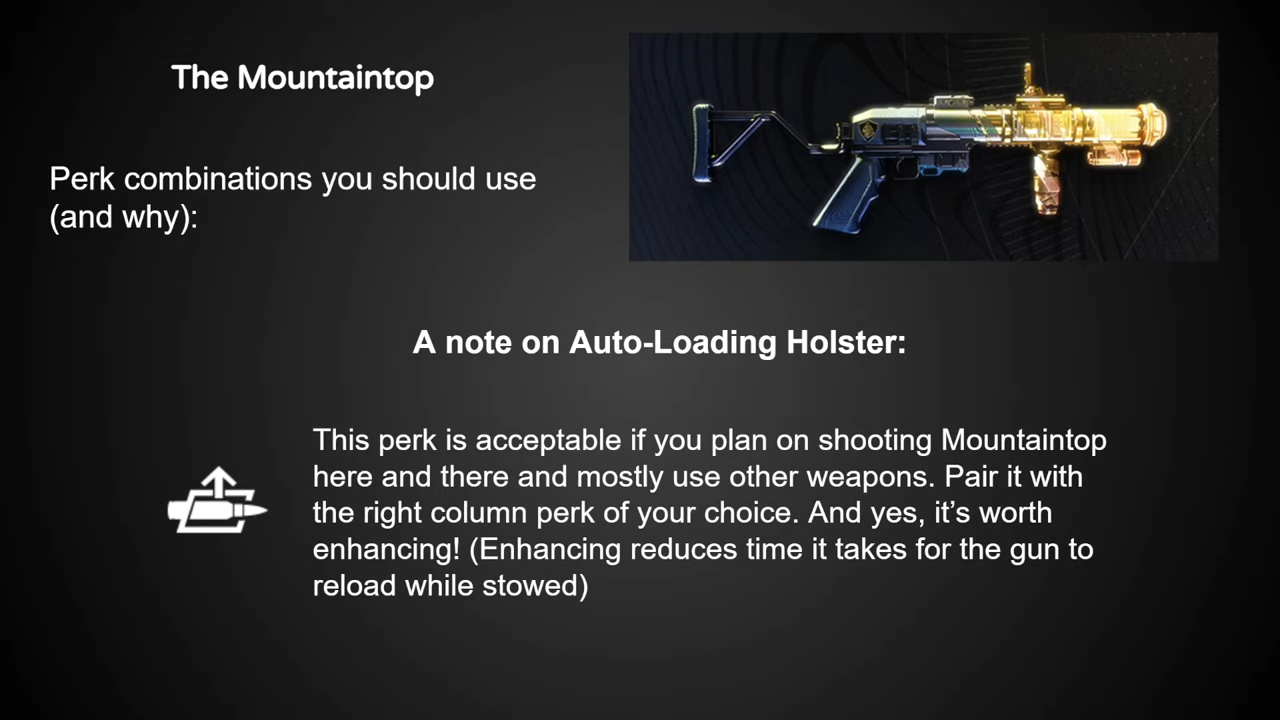 The Mountaintop
Perk combinations you should use
(and why):
A note on Auto-Loading Holster:
This perk is acceptable if you plan on shooting Mountaintop
here and there and mostly use other weapons. Pair it with
the right column perk of your choice. And yes, it’s worth
enhancing! (Enhancing reduces time it takes for the gun to
reload while stowed)